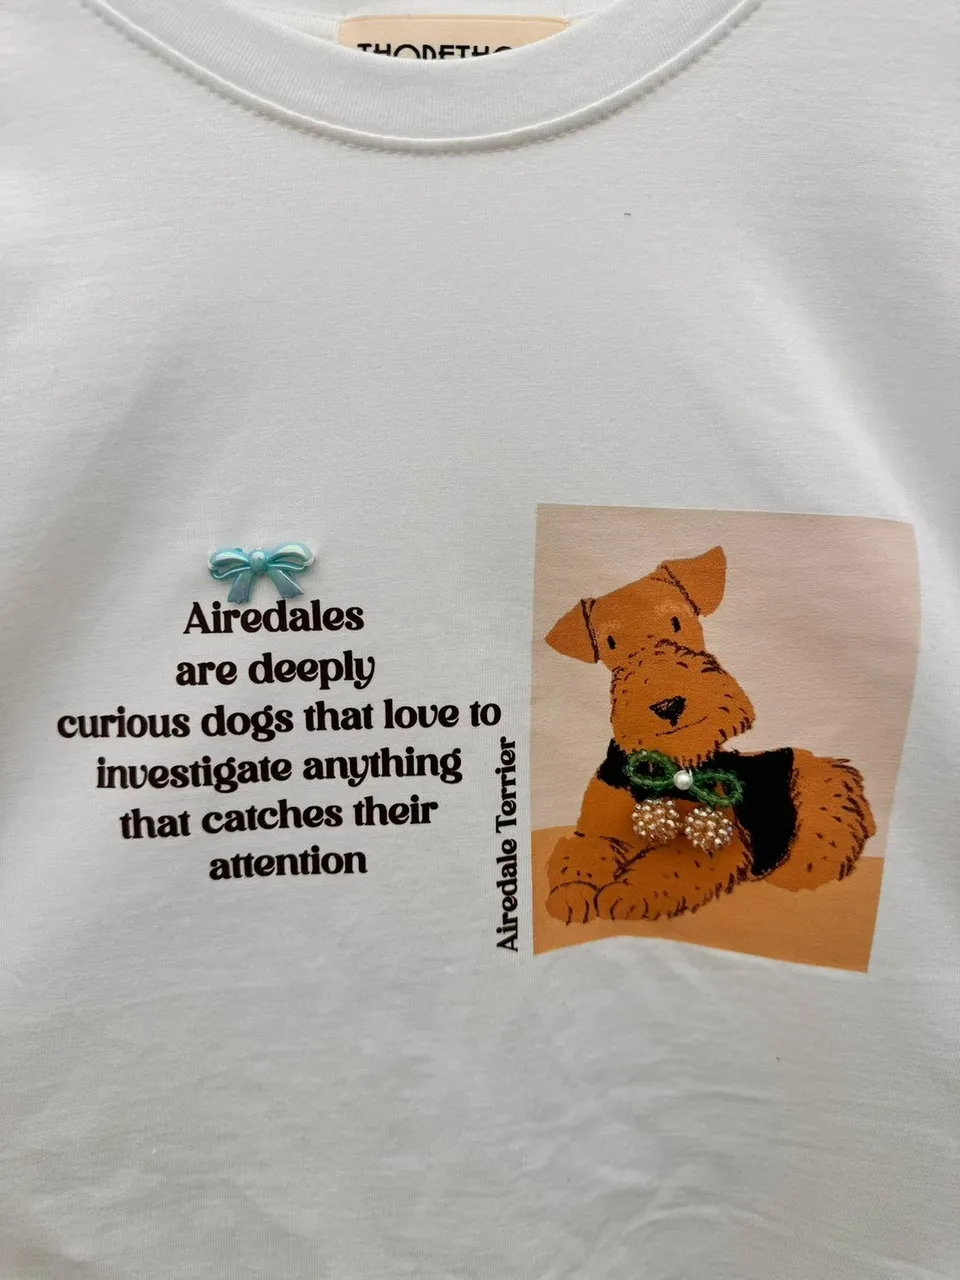 Airedales
are deeply
curious dogs that love to
investigate anything
that catches their
attention
Airedale Terrier